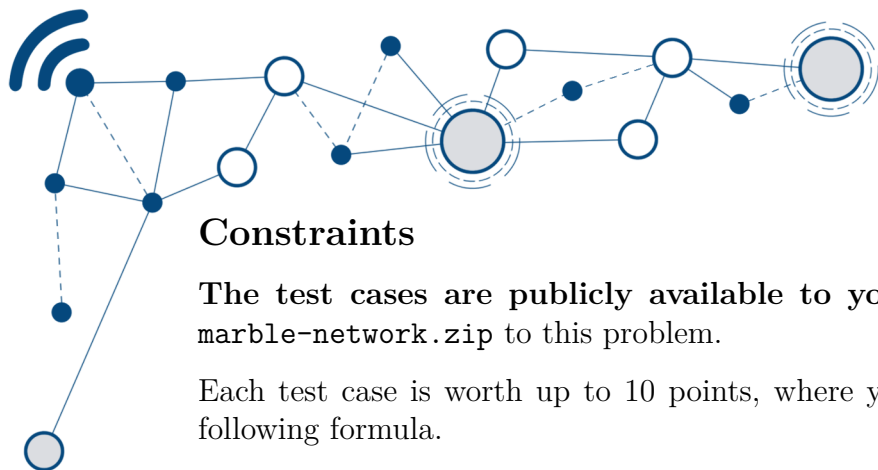 Constraints
The test cases are publicly available to
marble-network.zip to this problem.
Each test case is worth up to 10 points, where
following formula.